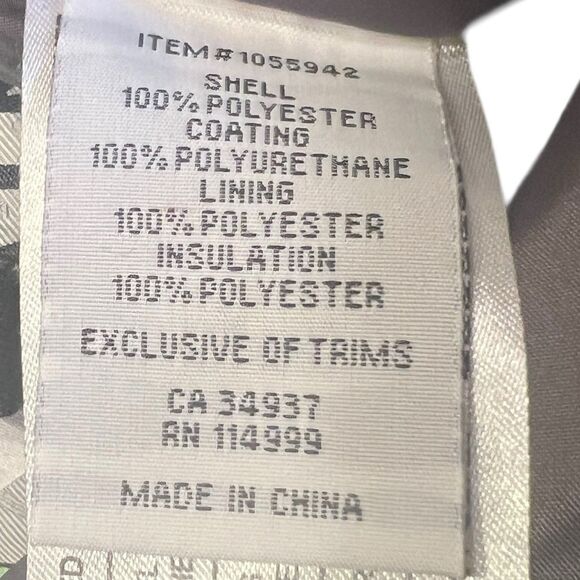 ITEM#1055942
SHELL
100% POLYESTER
COATING
100% POLYURETHANE
LINING
100% POLYESTER
INSULATION
100% POLYESTER
EXCLUSIVE OF TRIMS
CA 34937
RN 114999
MADE IN CHINA